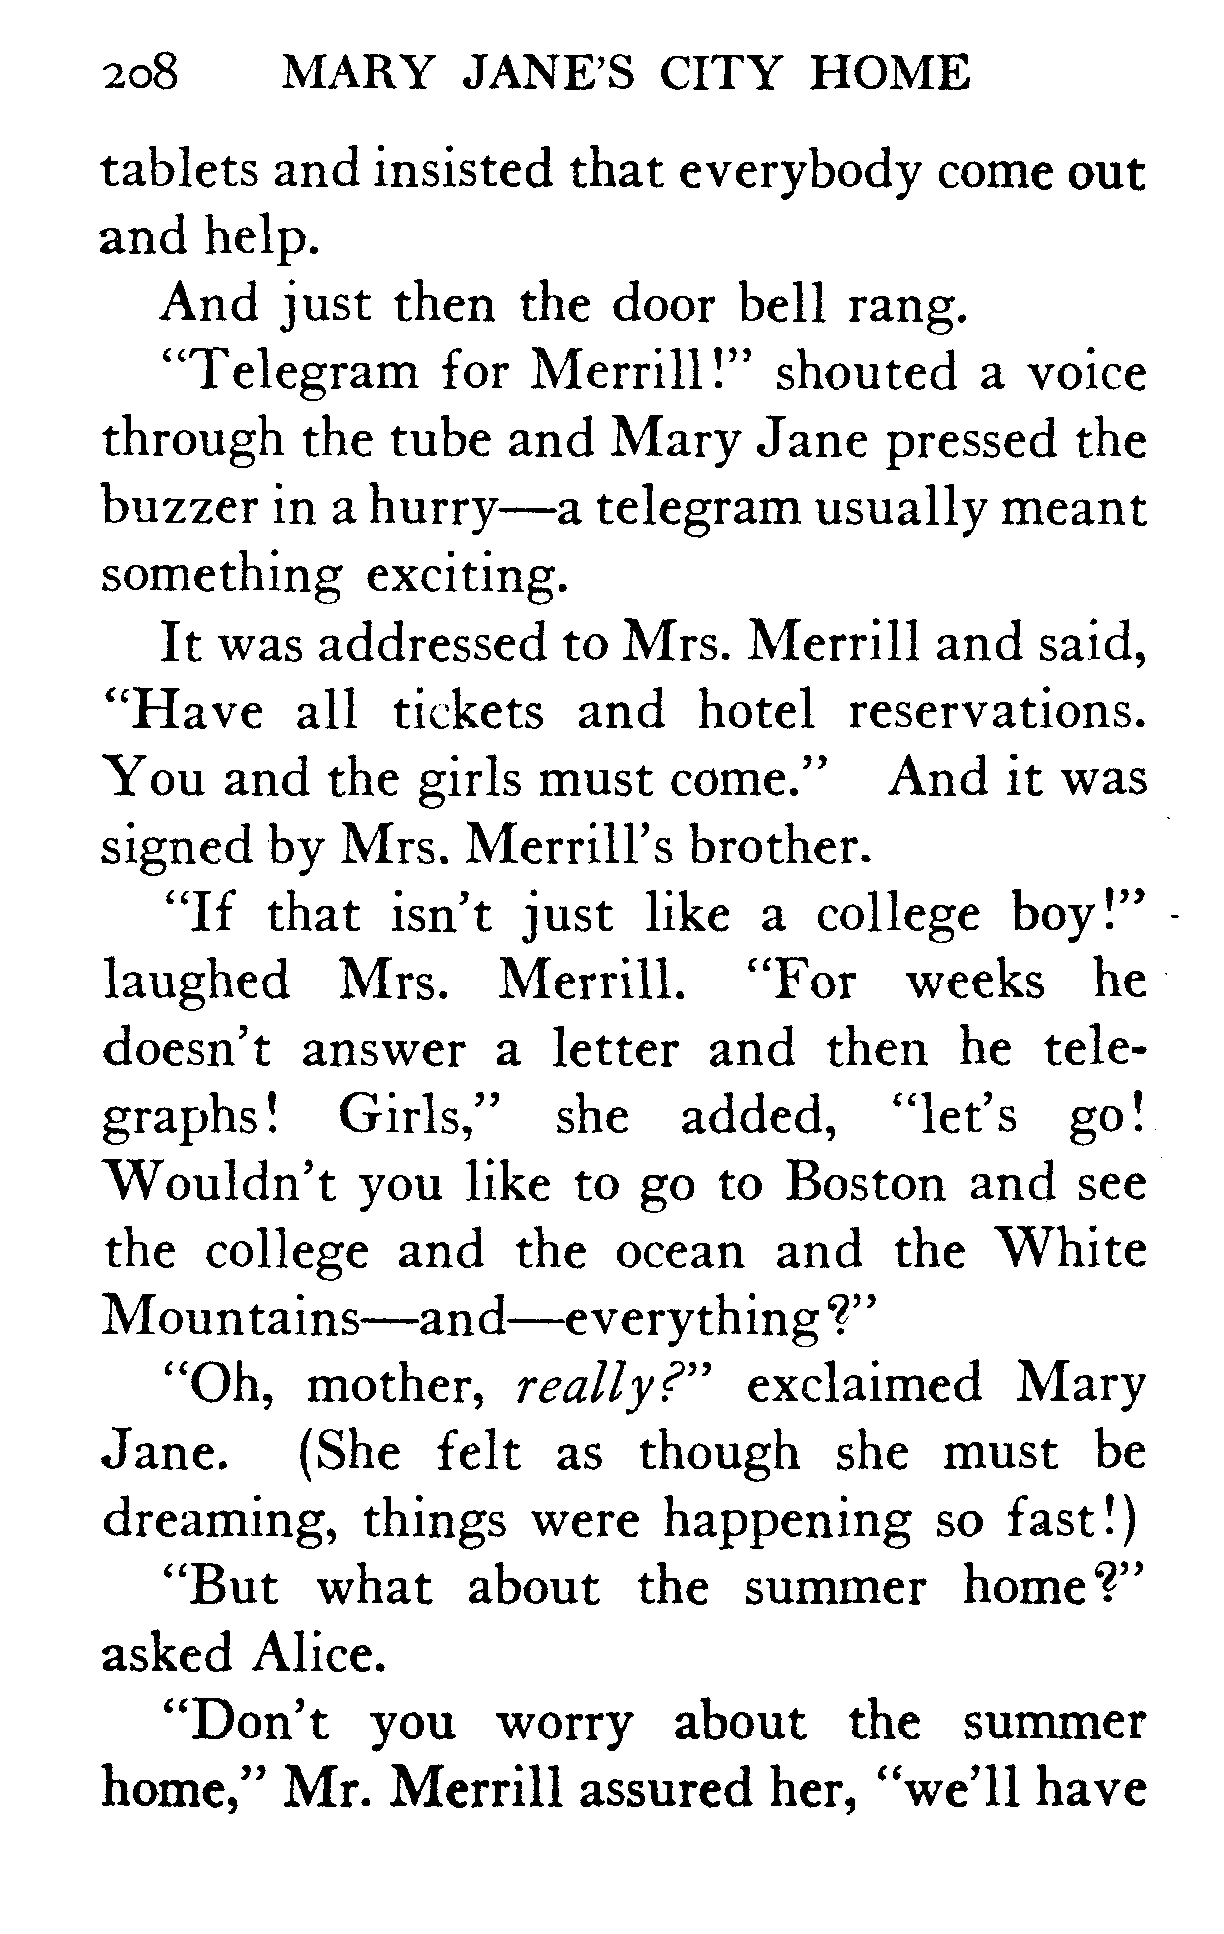 208 MARY JANE'S CITY HOME
tablets and insisted that everybody come out
and help.
And just then the door bell rang.
"Telegram for Merrill!" shouted a voice
through the tube and Mary Jane pressed the
buzzer in a hurry—a telegram usually meant
something exciting.
It was addressed to Mrs. Merrill and said,
"Have all tickets and hotel reservations.
You and the girls must come." And it was
signed by Mrs. Merrill's brother.
"If that isn't just like a college boy!"
laughed Mrs. Merrill. "For weeks he
doesn't answer a letter and then he tele-
graphs! Girls," she added, "let's go!
Wouldn't you like to go to Boston and see
the college and the ocean and the White
Mountains—and—everything?"
"Oh, mother, really?" exclaimed Mary
Jane. (She felt as though she must be
dreaming, things were happening so fast!)
"But what about the summer home?"
asked Alice.
"Don't you worry about the summer
home," Mr. Merrill assured her, "we'll have